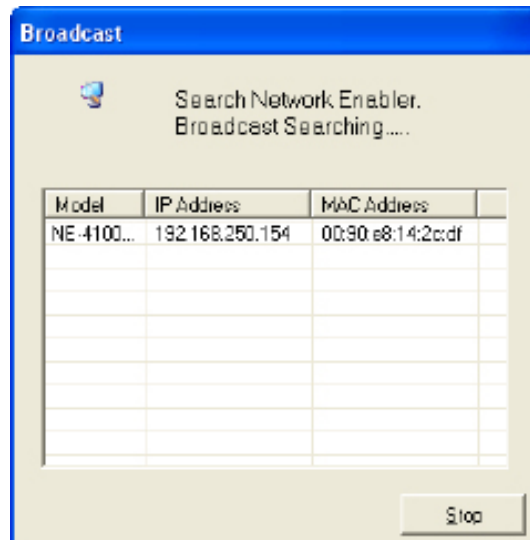 Broadcast
Search Network Enabler.
Broadcast Searching.....
Model IP Address MAC Address
NE-4100... 192.168.250.154 00:90:e8:14:2c:df
Stop